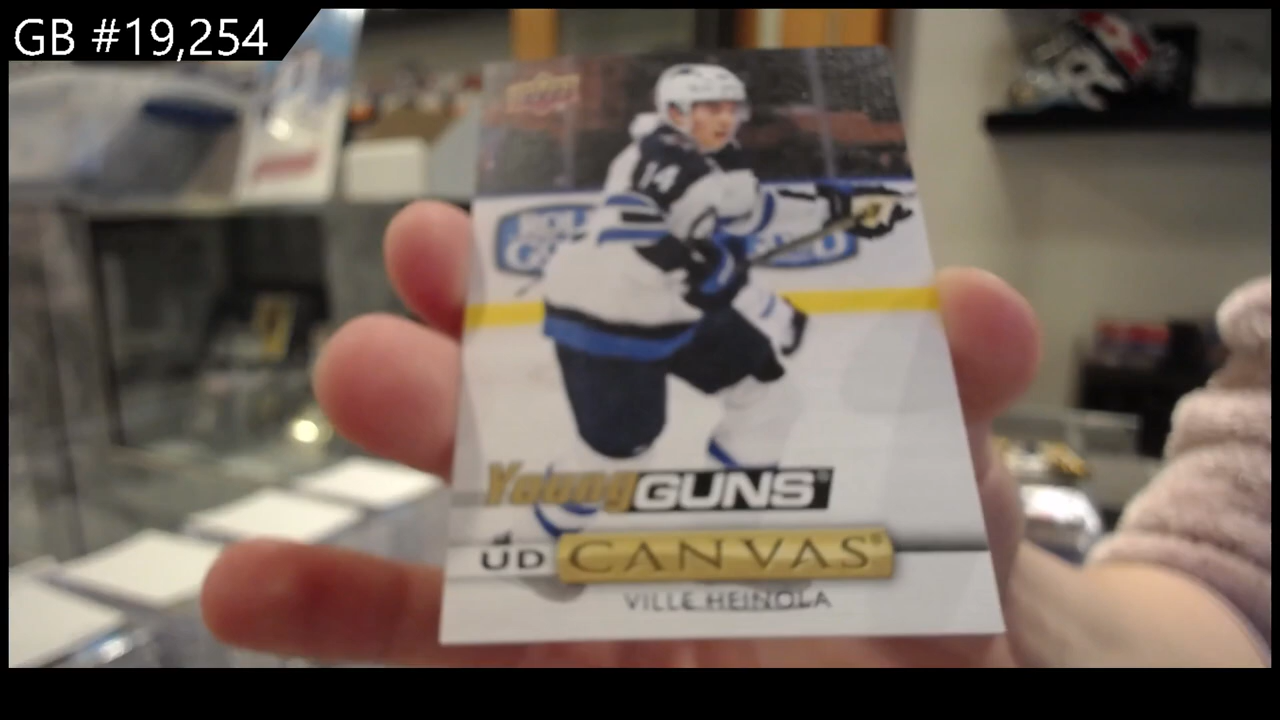 GB #19,254
14
Young GUNS®
UD CANVAS®
VILLE HEINOLA